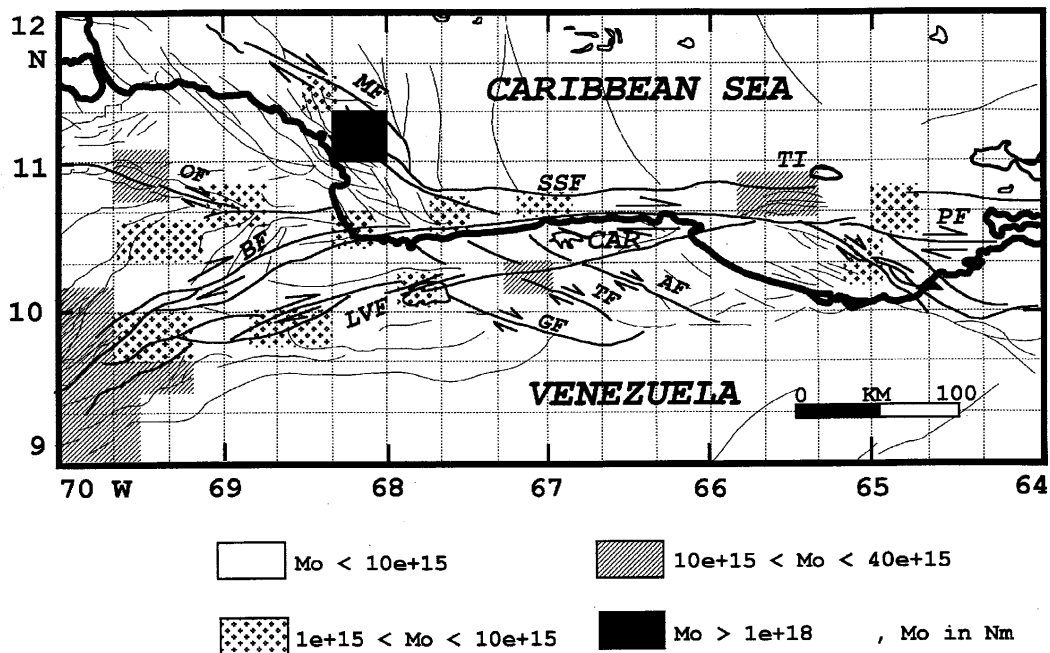 12
N
MF
CARIBBEAN SEA
11
OF
SSF
TI
BF
CAR
PF
10
LVF
TF
AF
GF
VENEZUELA
0 KM 100
9
70 W 69 68 67 66 65 64
Mo < 10e+15
10e+15 < Mo < 40e+15
1e+15 < Mo < 10e+15
Mo > 1e+18 , Mo in Nm